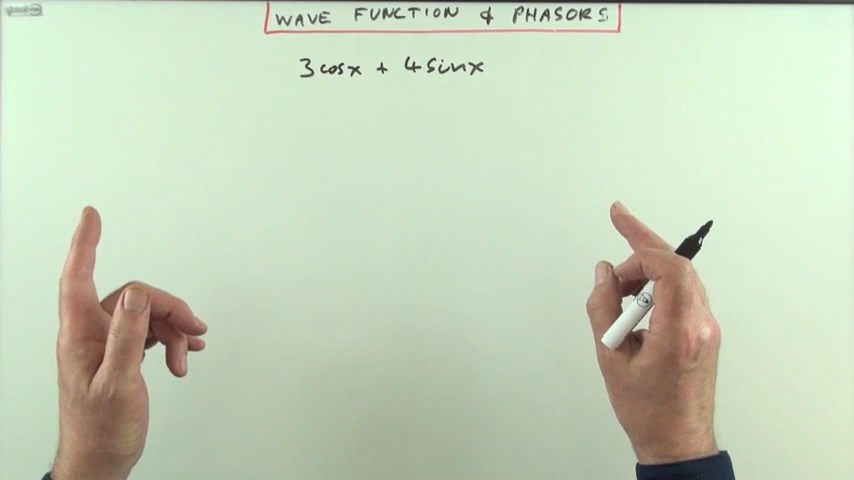 WAVE FUNCTION & PHASORS
3cosx + 4sinx